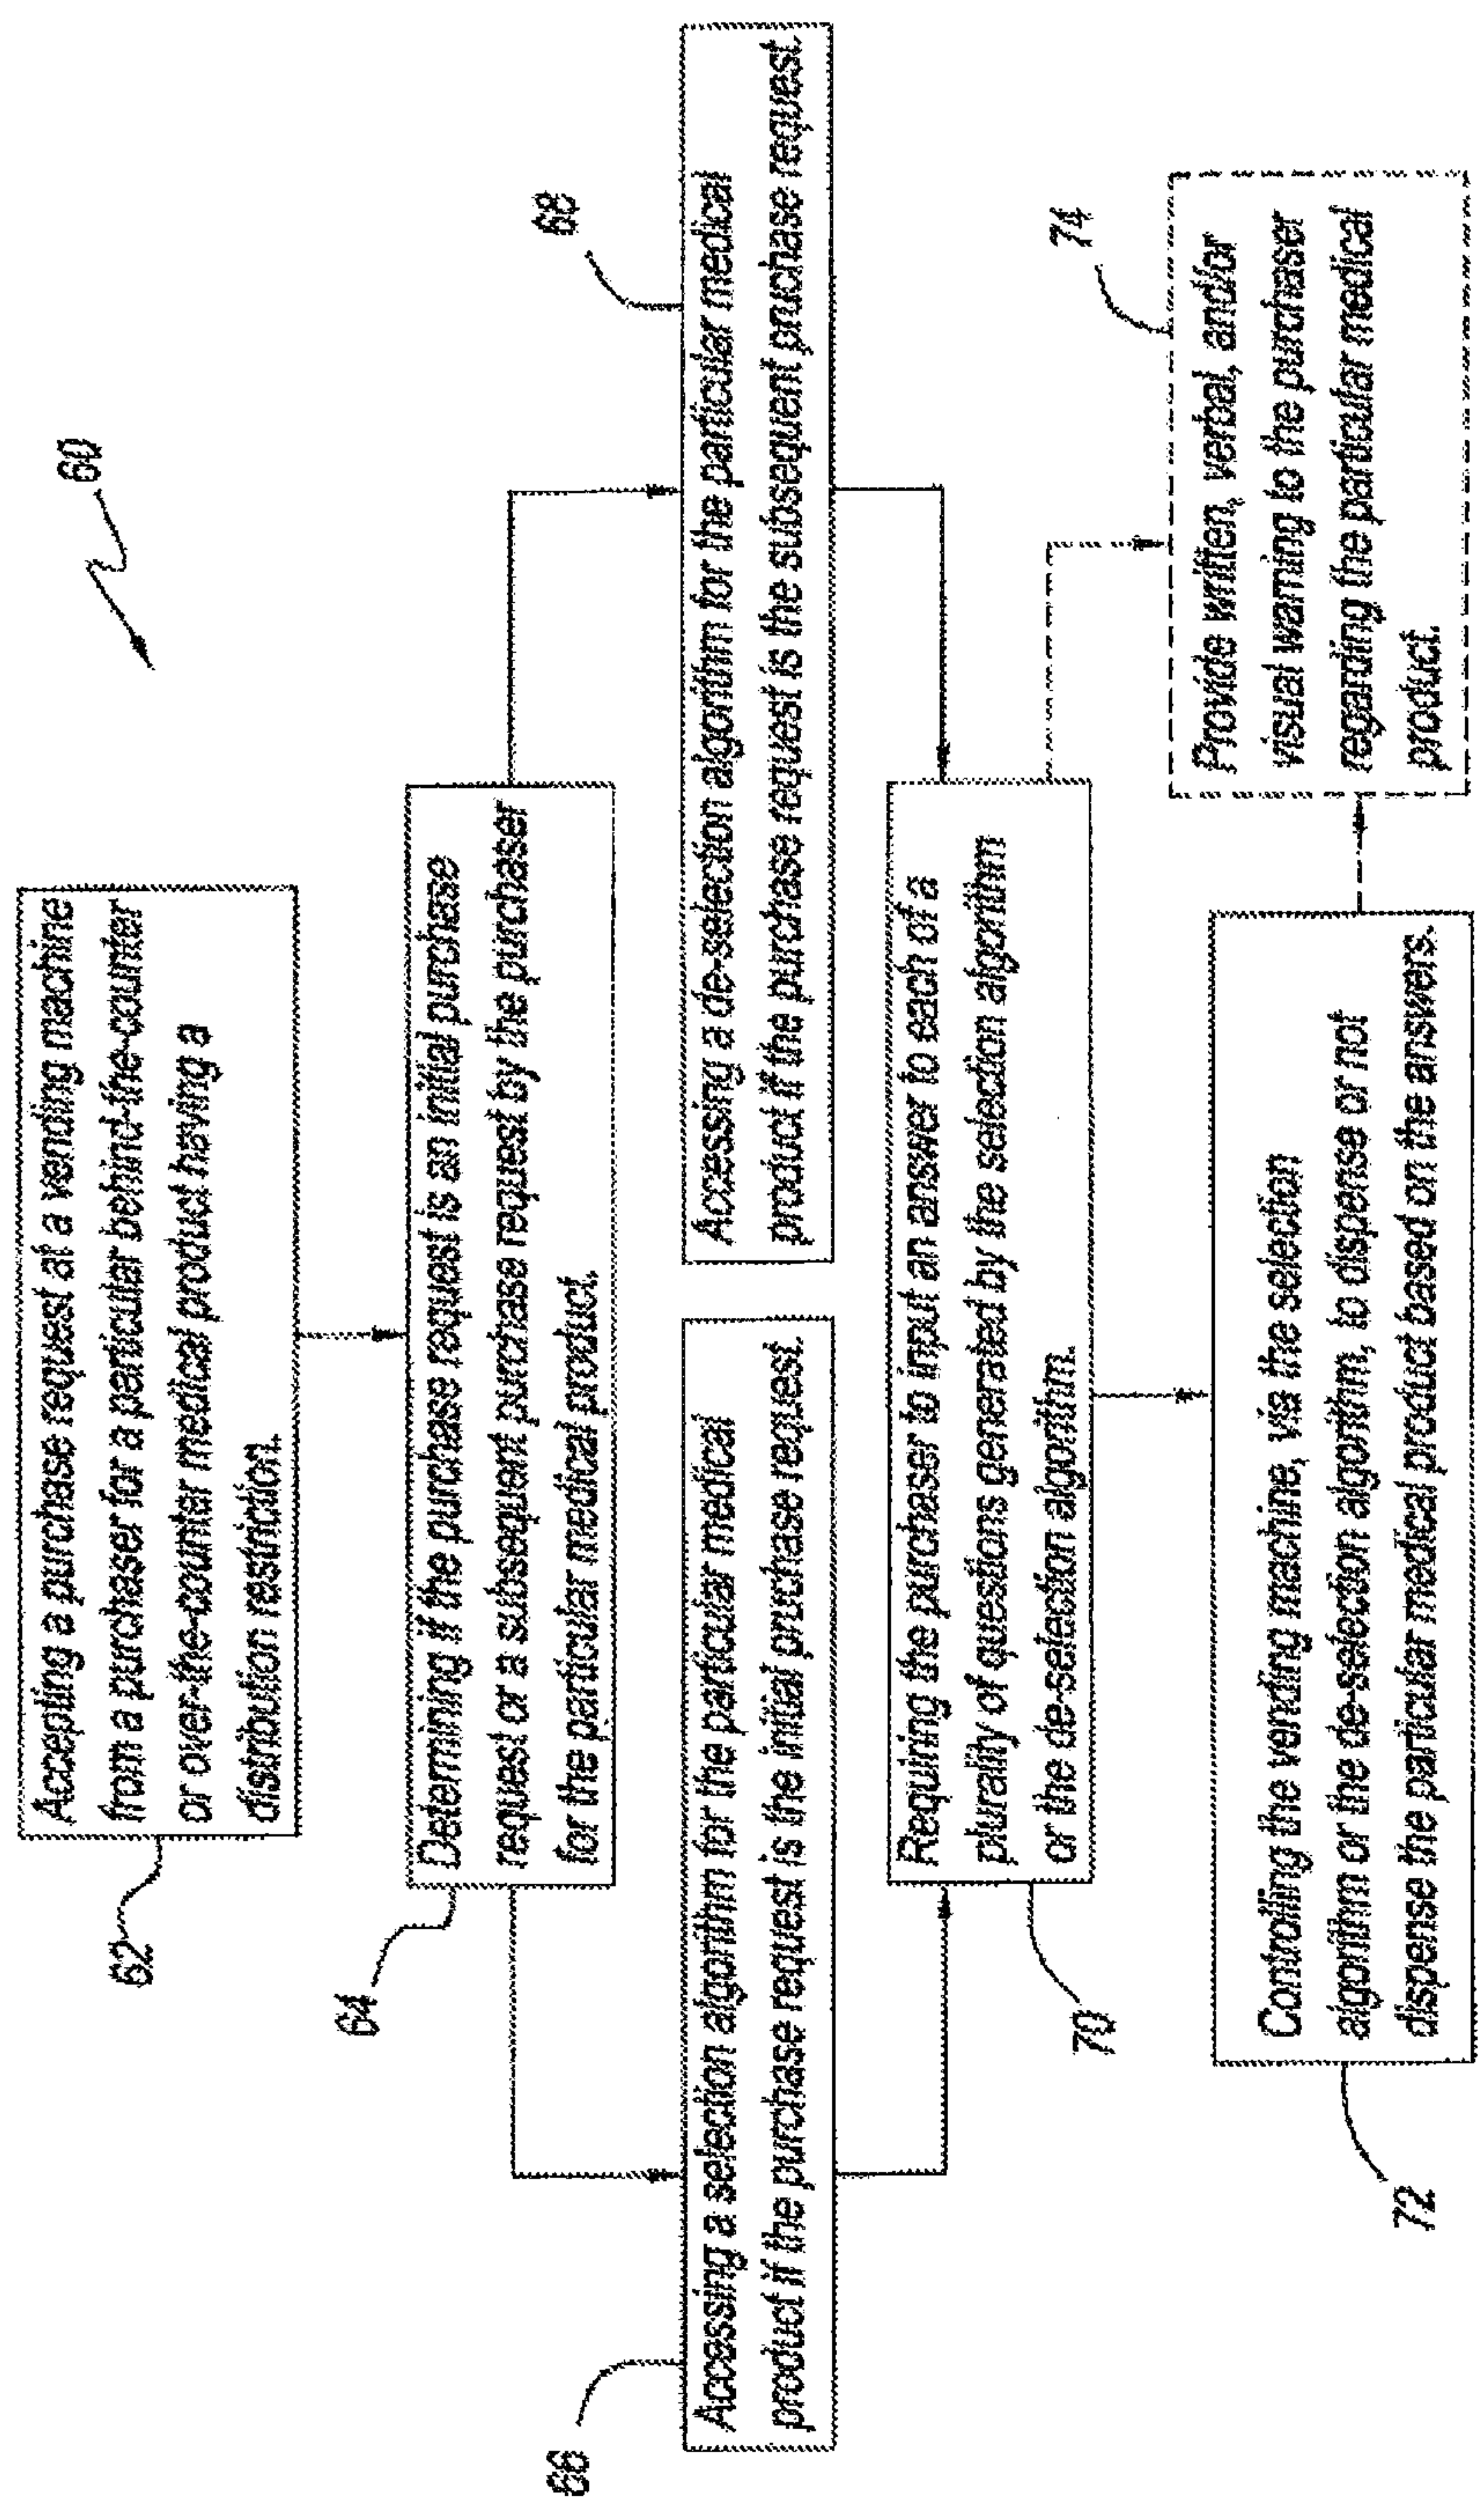 60
62
Accepting a purchase request at a vending machine
from a purchaser for a particular behind-the-counter
or over-the-counter medical product having a
distribution restriction.
64
Determining if the purchase request is an initial purchase
request or a subsequent purchase request by the purchaser
for the particular medical product.
66
Accessing a selection algorithm for the particular medical
product if the purchase request is the initial pruchase request.
68
Accessing a de-selection algorithm for the particular medical
product if the purchase request is the subsequent pruchase request.
70
Requiring the purchaser to input an answer to each of a
plurality of questions generated by the selection algorithm
or the de-selection algorithm.
72
Controlling the vending machine, via the selection
algorithm or the de-selection algorithm, to dispense or not
dispense the particular medical product based on the answers.
74
Provide written, verbal, and/or
visual warning to the purchaser
regarding the particular medical
product.